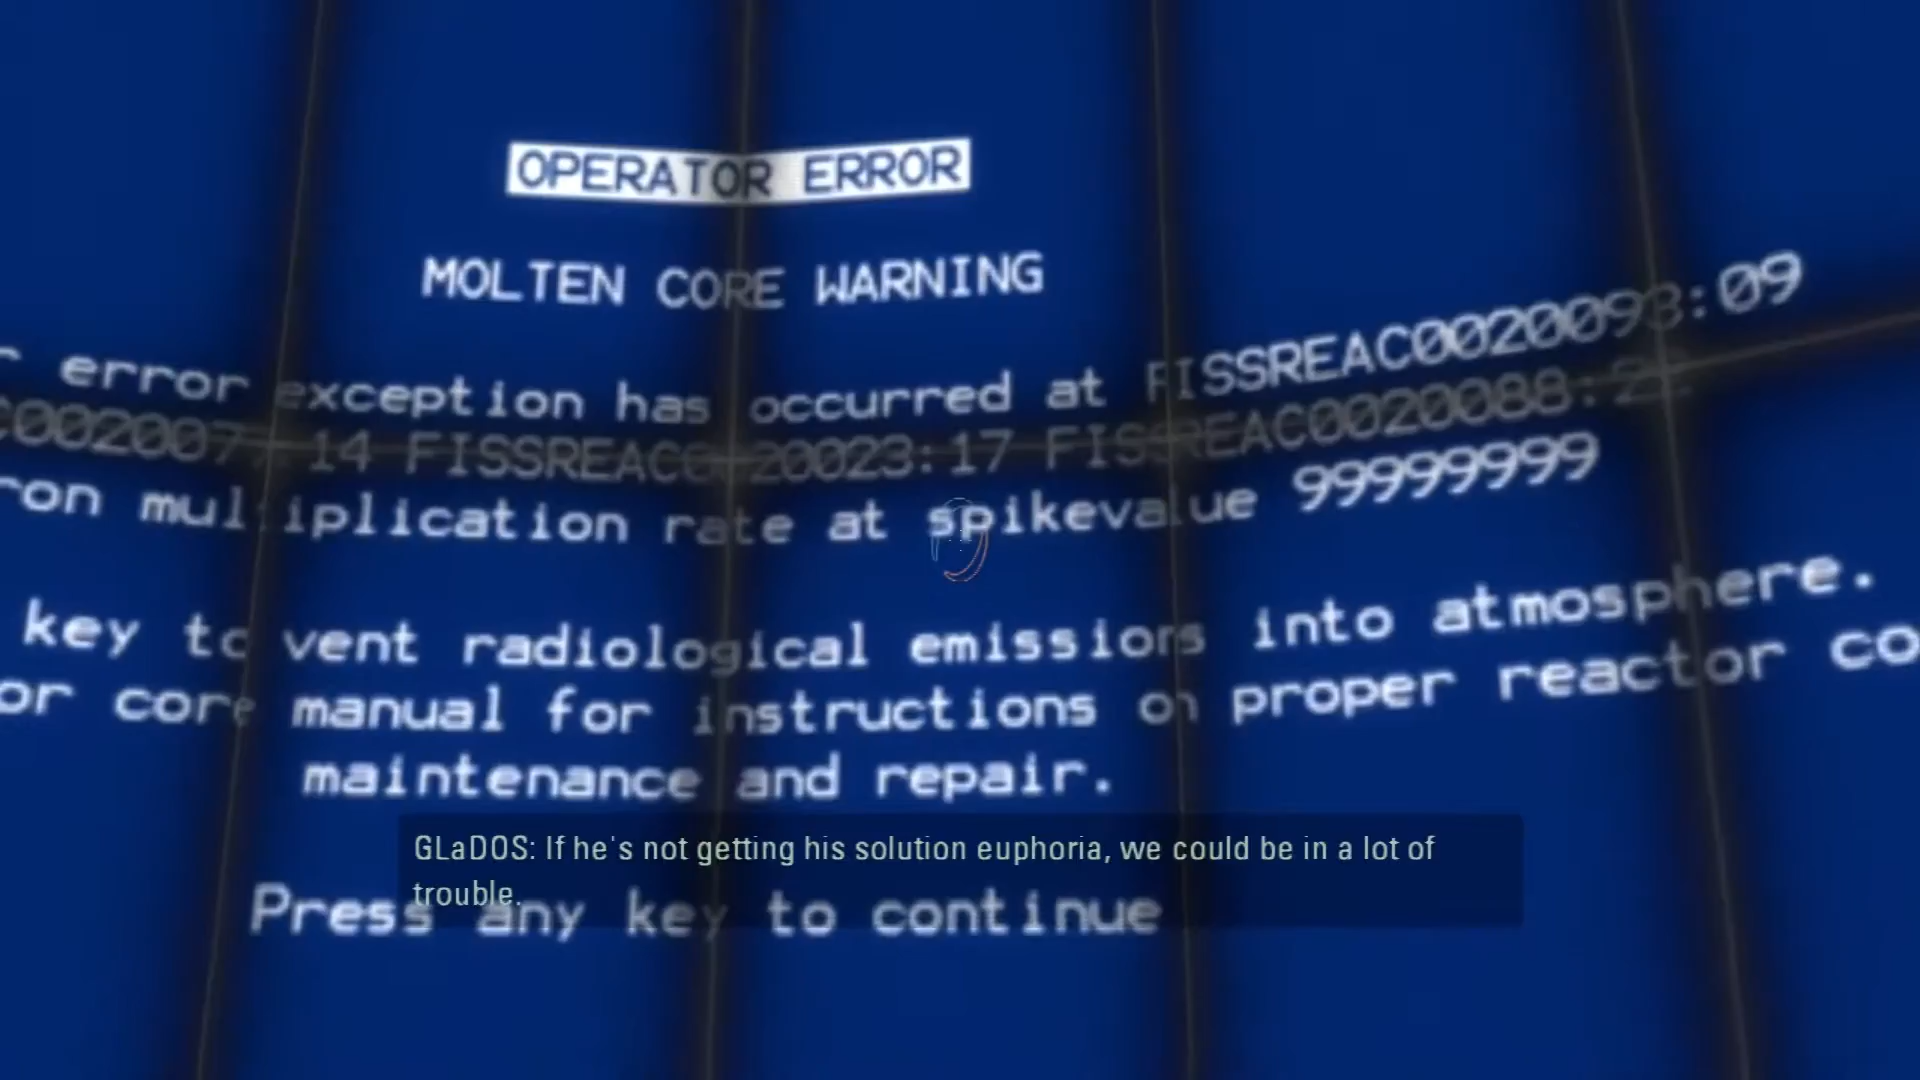 OPERATOR ERROR
MOLTEN CORE WARNING
r error exception has occurred at FISSREAC0020093:09
14 FISSREAC0020023:17 FISSREAC0020088:22
ron multiplication rate at spikevalue 99999999
key to vent radiological emissions into atmosphere.
or core manual for instructions on proper reactor co
maintenance and repair.
GLaDOS: If he's not getting his solution euphoria, we could be in a lot of
trouble.
Press any key to continue